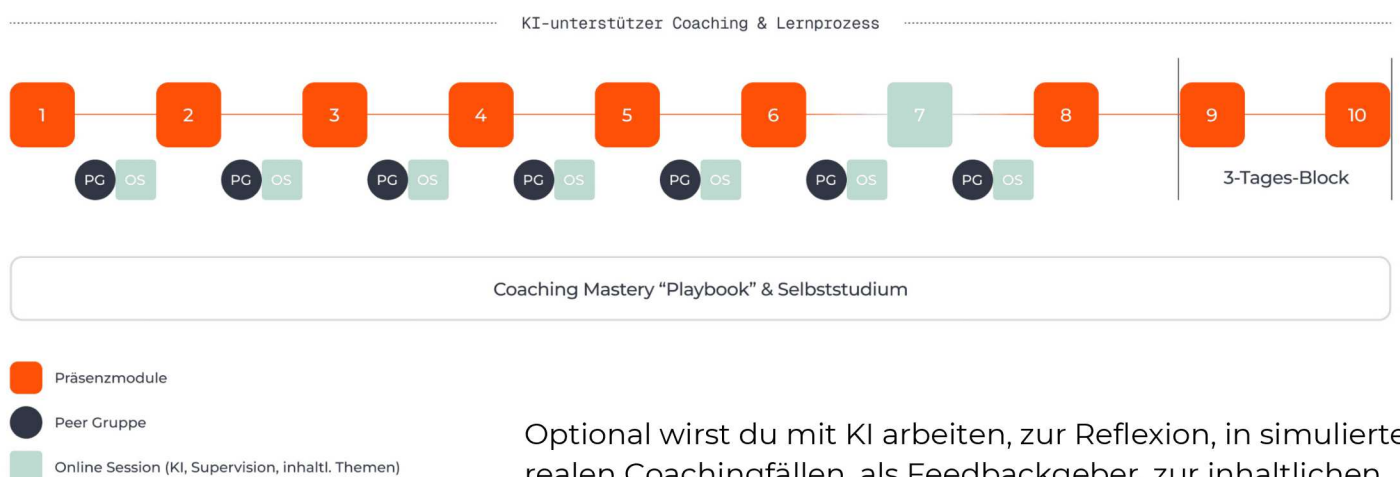 KI-unterstützer Coaching & Lernprozess
1 2 3 4 5 6 7 8 9 10
PG OS PG OS PG OS PG OS PG OS PG OS PG OS
3-Tages-Block
Coaching Mastery “Playbook” & Selbststudium
Präsenzmodule
Peer Gruppe
Online Session (KI, Supervision, inhaltl. Themen)
Optional wirst du mit KI arbeiten, zur Reflexion, in simulierte
realen Coachingfällen, als Feedbackgeber, zur inhaltlichen